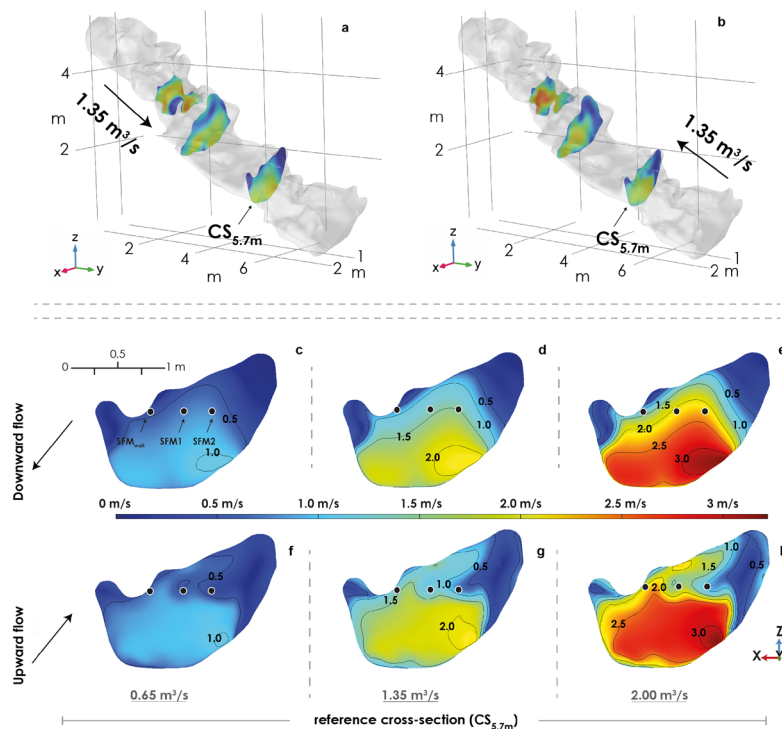 a
b
4
m
2
1.35 m³/s
CS5.7m
2
4
6
m
1
2 m
z
x
y
4
m
2
1.35 m³/s
CS5.7m
2
4
6
m
1
2 m
z
x
y
c
d
e
0
0.5
1 m
Downward flow
SFMwall
SFM1
SFM2
0.5
1.0
0.5
1.0
1.5
2.0
0.5
1.0
1.5
2.0
2.5
3.0
0 m/s
0.5 m/s
1.0 m/s
1.5 m/s
2.0 m/s
2.5 m/s
3 m/s
f
g
Upward flow
0.5
1.0
0.5
1.0
1.5
2.0
0.5
1.0
1.5
2.0
2.5
3.0
Z
X
Y
0.65 m³/s
1.35 m³/s
2.00 m³/s
reference cross-section (CS5.7m)